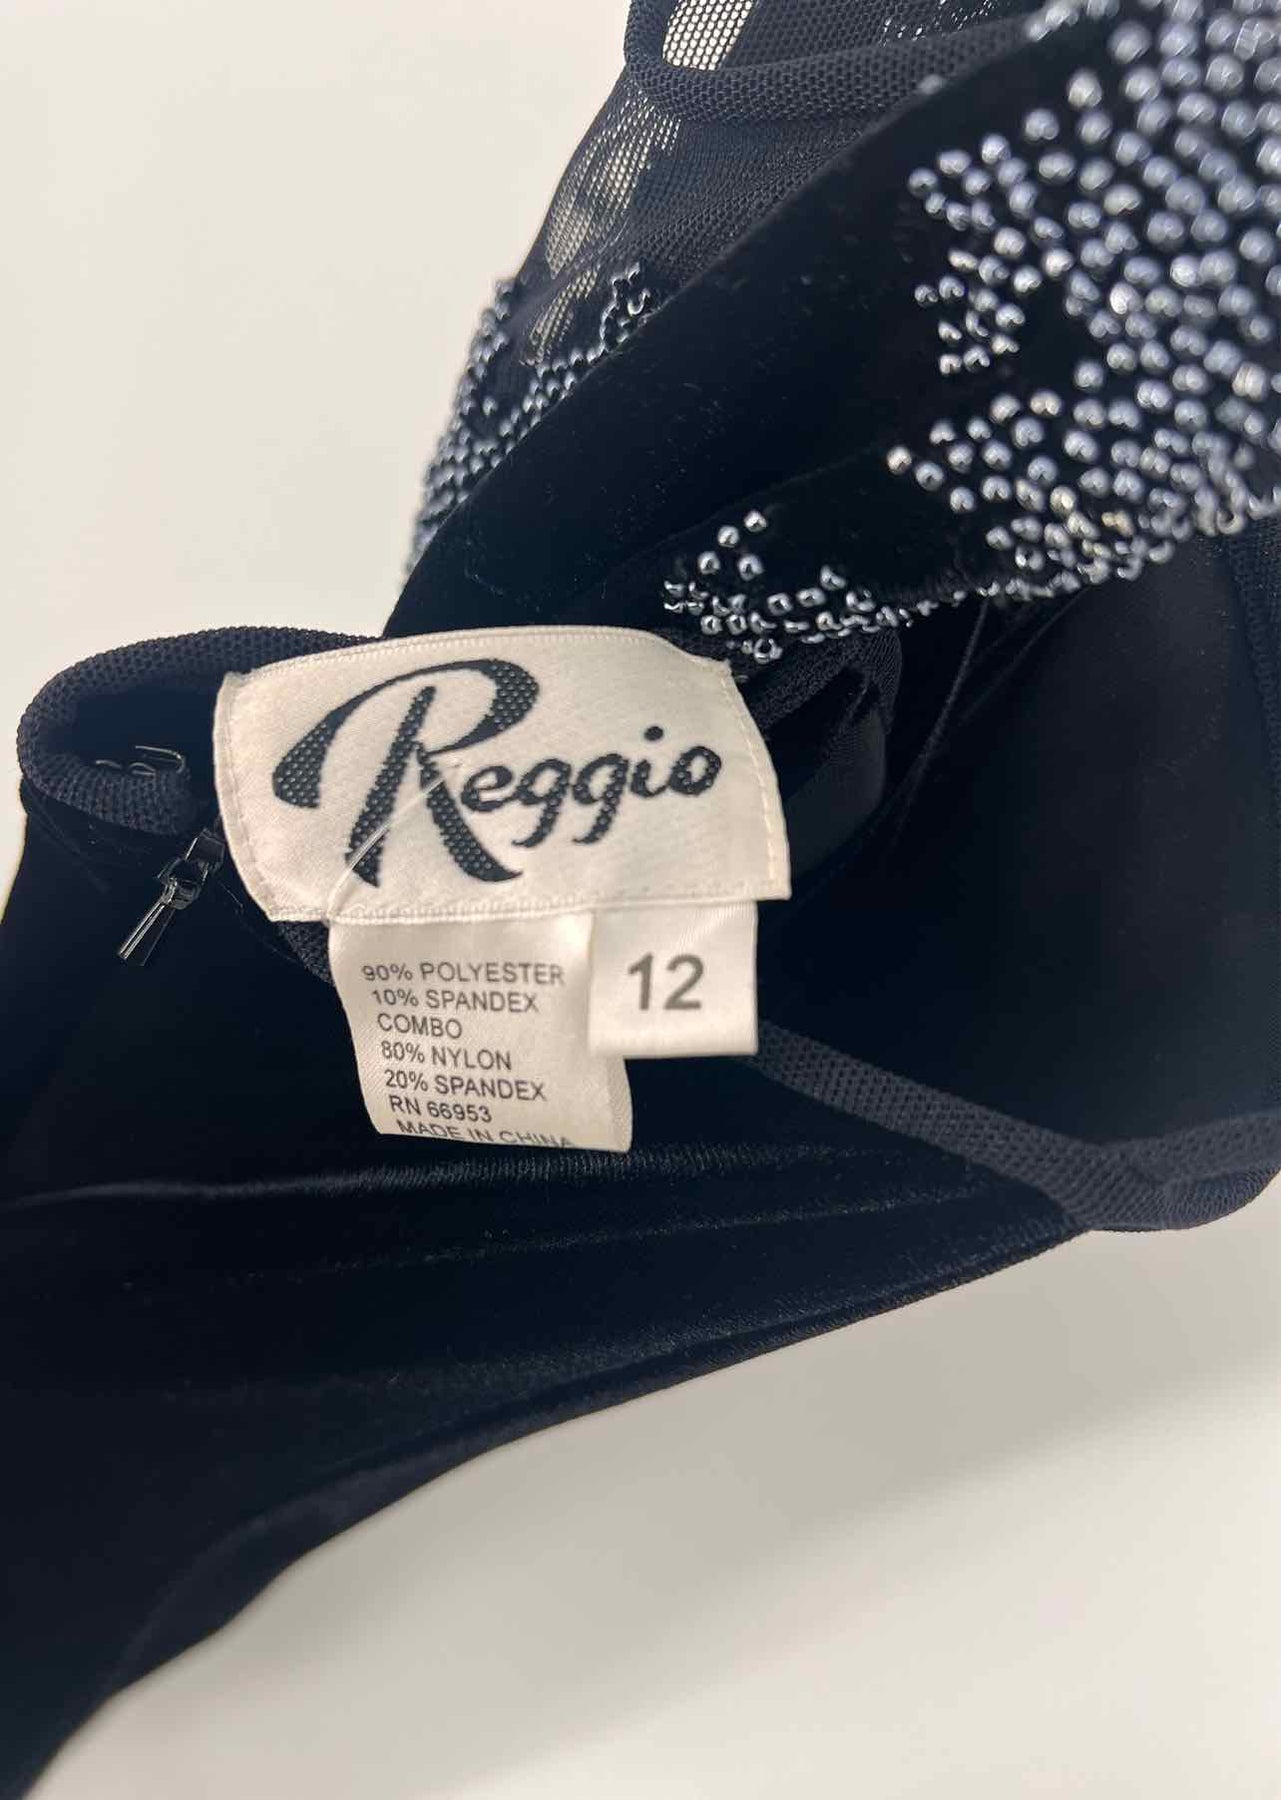 Reggio
12
90% POLYESTER
10% SPANDEX
COMBO
80% NYLON
20% SPANDEX
RN 66953
MADE IN CHINA